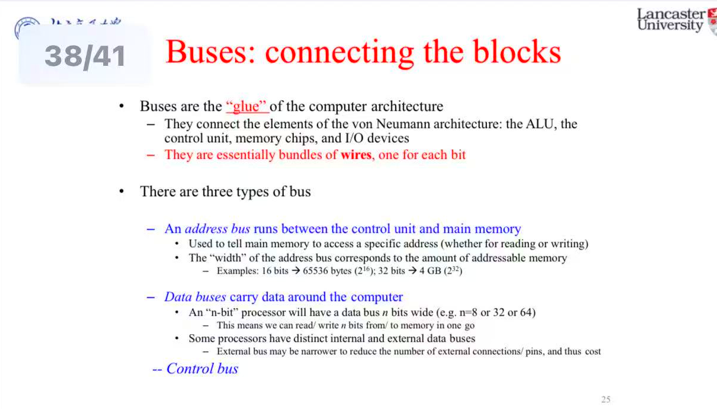 Lancaster
University
38/41
Buses: connecting the blocks
• Buses are the “glue” of the computer architecture
– They connect the elements of the von Neumann architecture: the ALU, the
control unit, memory chips, and I/O devices
– They are essentially bundles of wires, one for each bit
• There are three types of bus
– An address bus runs between the control unit and main memory
• Used to tell main memory to access a specific address (whether for reading or writing)
• The “width” of the address bus corresponds to the amount of addressable memory
– Examples: 16 bits → 65536 bytes (2¹⁶); 32 bits → 4 GB (2³²)
– Data buses carry data around the computer
• An “n-bit” processor will have a data bus n bits wide (e.g. n=8 or 32 or 64)
– This means we can read/ write n bits from/ to memory in one go
• Some processors have distinct internal and external data buses
– External bus may be narrower to reduce the number of external connections/ pins, and thus cost
-- Control bus
25